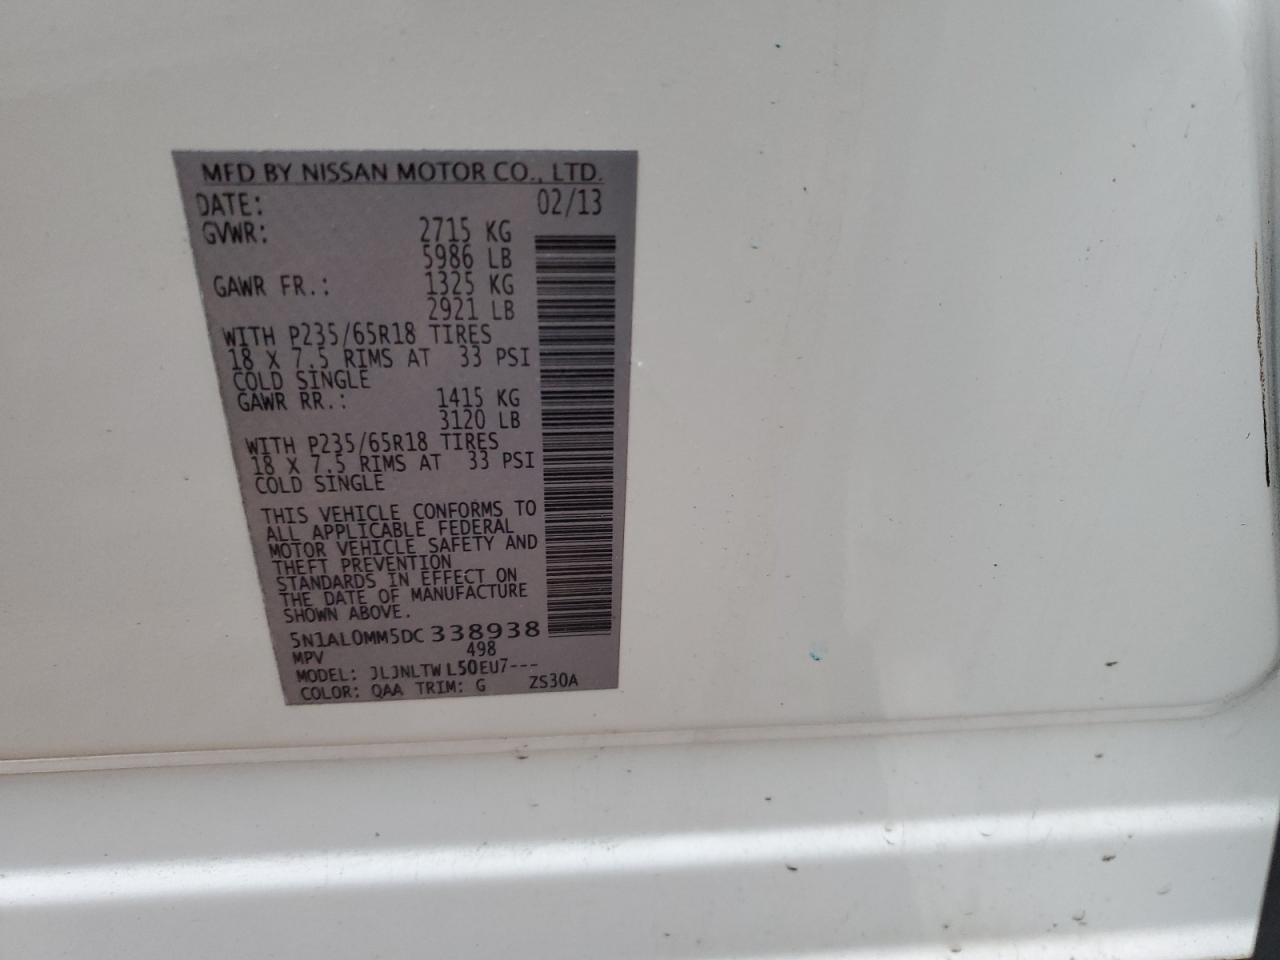 MFD BY NISSAN MOTOR CO., LTD.
DATE: 02/13
GVWR: 2715 KG
5986 LB
GAWR FR.: 1325 KG
2921 LB
WITH P235/65R18 TIRES
18 X 7.5 RIMS AT 33 PSI
COLD SINGLE
GAWR RR.: 1415 KG
3120 LB
WITH P235/65R18 TIRES
18 X 7.5 RIMS AT 33 PSI
COLD SINGLE
THIS VEHICLE CONFORMS TO
ALL APPLICABLE FEDERAL
MOTOR VEHICLE SAFETY AND
THEFT PREVENTION
STANDARDS IN EFFECT ON
THE DATE OF MANUFACTURE
SHOWN ABOVE.
5N1AL0MM5DC 338938
MPV 498
MODEL: JLJNLTW L50EU7---
COLOR: QAA TRIM: G ZS30A